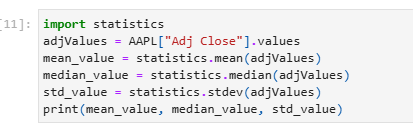 [11]: import statistics
adjValues = AAPL["Adj Close"].values
mean_value = statistics.mean(adjValues)
median_value = statistics.median(adjValues)
std_value = statistics.stdev(adjValues)
print(mean_value, median_value, std_value)